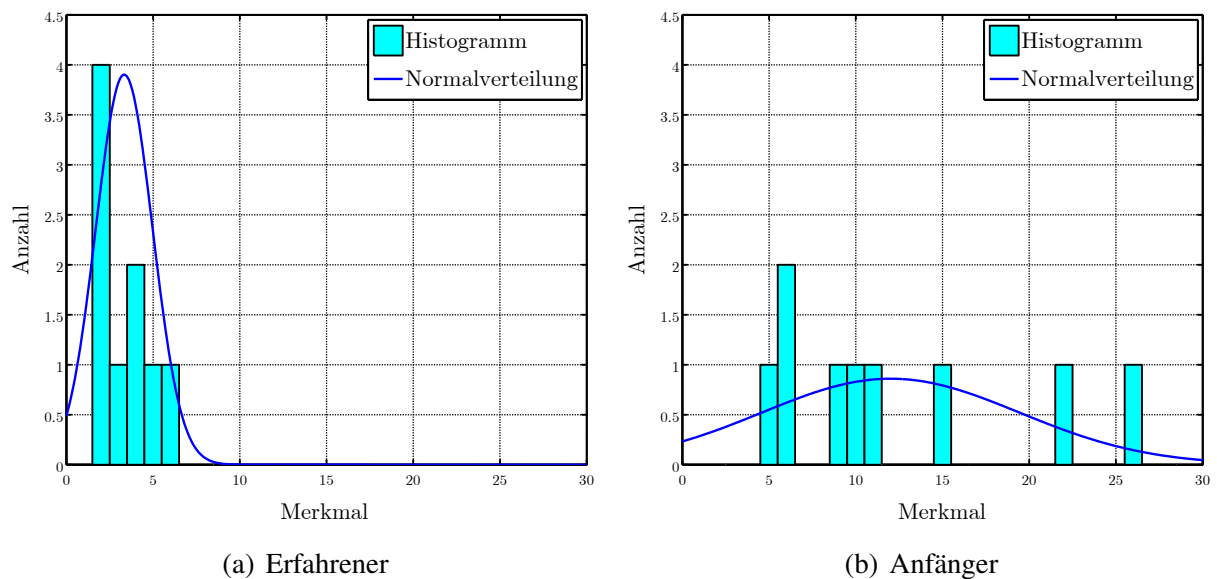 4.5
4
3.5
3
2.5
2
1.5
1
0.5
0
Anzahl
Histogramm
Normalverteilung
0 5 10 15 20 25 30
Merkmal
(a) Erfahrener
4.5
4
3.5
3
2.5
2
1.5
1
0.5
0
Anzahl
Histogramm
Normalverteilung
0 5 10 15 20 25 30
Merkmal
(b) Anfänger